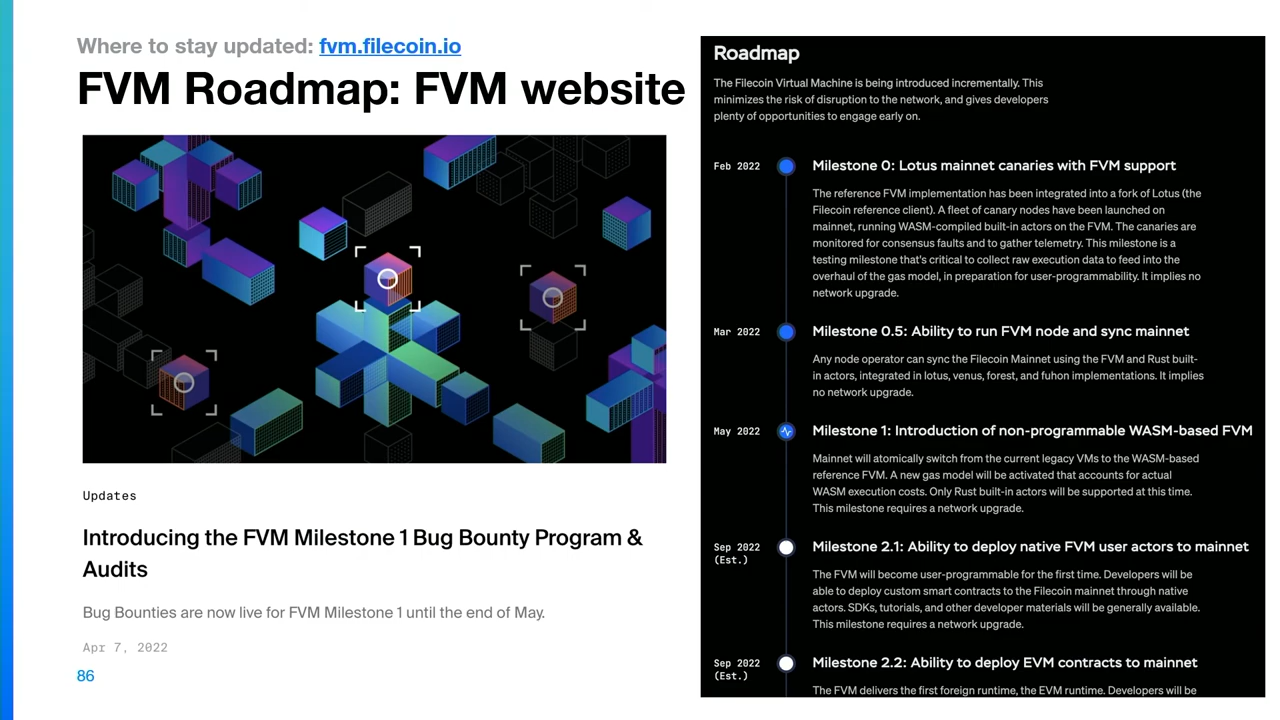 Where to stay updated: fvm.filecoin.io
FVM Roadmap: FVM website
Updates
Introducing the FVM Milestone 1 Bug Bounty Program &
Audits
Bug Bounties are now live for FVM Milestone 1 until the end of May.
Apr 7, 2022
86
Roadmap
The Filecoin Virtual Machine is being introduced incrementally. This
minimizes the risk of disruption to the network, and gives developers
plenty of opportunities to engage early on.
Feb 2022
Milestone 0: Lotus mainnet canaries with FVM support
The reference FVM implementation has been integrated into a fork of Lotus (the
Filecoin reference client). A fleet of canary nodes have been launched on
mainnet, running WASM-compiled built-in actors on the FVM. The canaries are
monitored for consensus faults and to gather telemetry. This milestone is a
testing milestone that's critical to collect raw execution data to feed into the
overhaul of the gas model, in preparation for user-programmability. It implies no
network upgrade.
Mar 2022
Milestone 0.5: Ability to run FVM node and sync mainnet
Any node operator can sync the Filecoin Mainnet using the FVM and Rust built-
in actors, integrated in lotus, venus, forest, and fuhon implementations. It implies
no network upgrade.
May 2022
Milestone 1: Introduction of non-programmable WASM-based FVM
Mainnet will atomically switch from the current legacy VMs to the WASM-based
reference FVM. A new gas model will be activated that accounts for actual
WASM execution costs. Only Rust built-in actors will be supported at this time.
This milestone requires a network upgrade.
Sep 2022
(Est.)
Milestone 2.1: Ability to deploy native FVM user actors to mainnet
The FVM will become user-programmable for the first time. Developers will be
able to deploy custom smart contracts to the Filecoin mainnet through native
actors. SDKs, tutorials, and other developer materials will be generally available.
This milestone requires a network upgrade.
Sep 2022
(Est.)
Milestone 2.2: Ability to deploy EVM contracts to mainnet
The FVM delivers the first foreign runtime, the EVM runtime. Developers will be